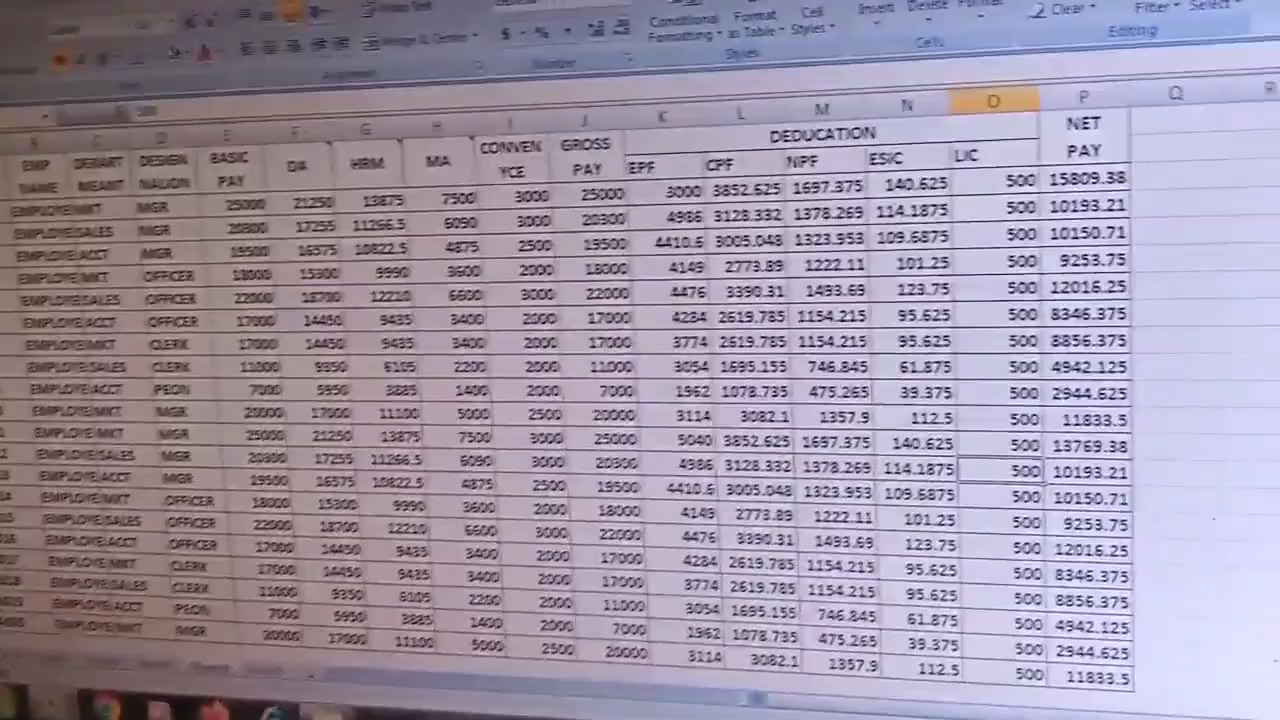 Conditional Format Cell Insert Delete Format Clear Filter Select
Formatting as Table Styles
Merge & Center $ % Styles Cells Editing
Alignment Number
E F G H I J K L M N O P Q R
EMP DEPART DESIGN BASIC DA HRM MA CONVEN GROSS DEDUCATION NET
NAME MEANT NAUION PAY YCE PAY EPF CPF NPF ESIC LIC PAY
EMPLOYE MKT MGR 25000 21250 13875 7500 3000 25000 3000 3852.625 1697.375 140.625 500 15809.38
EMPLOYE SALES MGR 20300 17255 11266.5 6090 3000 20300 4986 3128.332 1378.269 114.1875 500 10193.21
EMPLOYE ACCT MGR 19500 16575 10822.5 4875 2500 19500 4410.6 3005.048 1323.953 109.6875 500 10150.71
EMPLOYE MKT OFFICER 18000 15300 9990 3600 2000 18000 4149 2773.89 1222.11 101.25 500 9253.75
EMPLOYE SALES OFFICER 22000 18700 12210 6600 3000 22000 4476 3390.31 1493.69 123.75 500 12016.25
EMPLOYE ACCT OFFICER 17000 14450 9435 3400 2000 17000 4284 2619.785 1154.215 95.625 500 8346.375
EMPLOYE MKT CLERK 17000 14450 9435 3400 2000 17000 3774 2619.785 1154.215 95.625 500 8856.375
EMPLOYE SALES CLERK 11000 9350 6105 2200 2000 11000 3054 1695.155 746.845 61.875 500 4942.125
EMPLOYE ACCT PEON 7000 5950 3885 1400 2000 7000 1962 1078.735 475.265 39.375 500 2944.625
EMPLOYE MKT MGR 20000 17000 11100 5000 2500 20000 3114 3082.1 1357.9 112.5 500 11833.5
EMPLOYE MKT MGR 25000 21250 13875 7500 3000 25000 5040 3852.625 1697.375 140.625 500 13769.38
EMPLOYE SALES MGR 20300 17255 11266.5 6090 3000 20300 4986 3128.332 1378.269 114.1875 500 10193.21
EMPLOYE ACCT MGR 19500 16575 10822.5 4875 2500 19500 4410.6 3005.048 1323.953 109.6875 500 10150.71
EMPLOYE MKT OFFICER 18000 15300 9990 3600 2000 18000 4149 2773.89 1222.11 101.25 500 9253.75
EMPLOYE SALES OFFICER 22000 18700 12210 6600 3000 22000 4476 3390.31 1493.69 123.75 500 12016.25
EMPLOYE ACCT OFFICER 17000 14450 9435 3400 2000 17000 4284 2619.785 1154.215 95.625 500 8346.375
EMPLOYE MKT CLERK 17000 14450 9435 3400 2000 17000 3774 2619.785 1154.215 95.625 500 8856.375
EMPLOYE SALES CLERK 11000 9350 6105 2200 2000 11000 3054 1695.155 746.845 61.875 500 4942.125
EMPLOYE ACCT PEON 7000 5950 3885 1400 2000 7000 1962 1078.735 475.265 39.375 500 2944.625
EMPLOYE MKT MGR 20000 17000 11100 5000 2500 20000 3114 3082.1 1357.9 112.5 500 11833.5